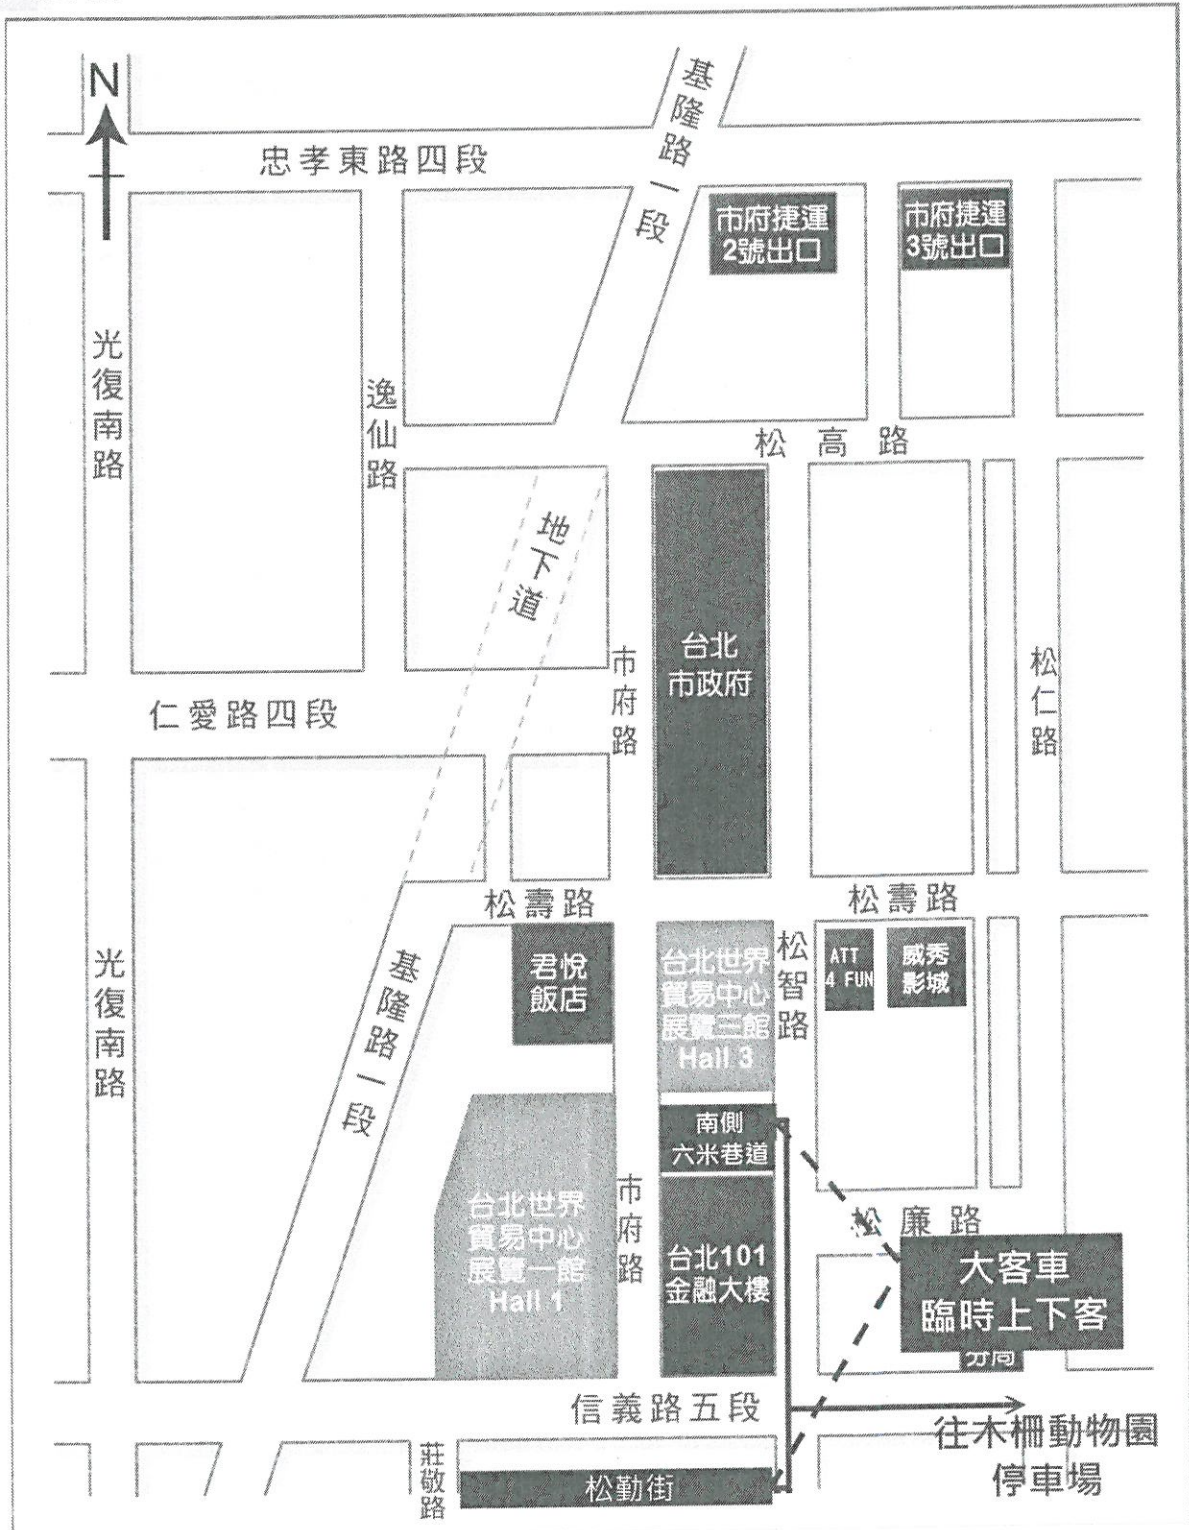 N
基隆路一段
忠孝東路四段
市府捷運
2號出口
市府捷運
3號出口
光復南路
逸仙路
松高路
地下道
台北
市政府
市府路
松仁路
仁愛路四段
松壽路
松壽路
君悅
飯店
台北世界
貿易中心
展覽三館
Hall 3
松智路
ATT
4 FUN
威秀
影城
光復南路
基隆路一段
南側
六米巷道
台北世界
貿易中心
展覽一館
Hall 1
市府路
台北101
金融大樓
松廉路
大客車
臨時上下客
分局
信義路五段
往木柵動物園
停車場
莊敬路
松勤街